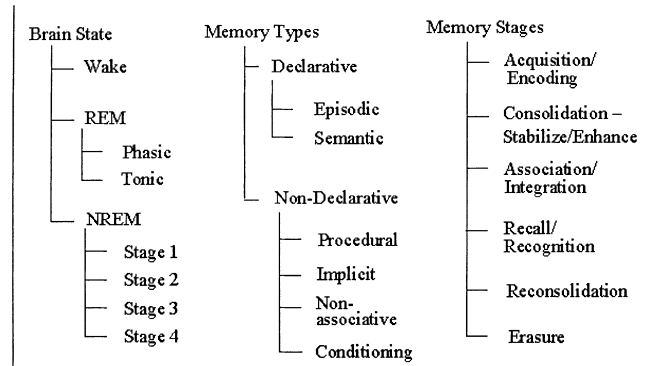 Brain State
Wake
REM
Phasic
Tonic
NREM
Stage 1
Stage 2
Stage 3
Stage 4
Memory Types
Declarative
Episodic
Semantic
Non-Declarative
Procedural
Implicit
Non-
associative
Conditioning
Memory Stages
Acquisition/
Encoding
Consolidation –
Stabilize/Enhance
Association/
Integration
Recall/
Recognition
Reconsolidation
Erasure